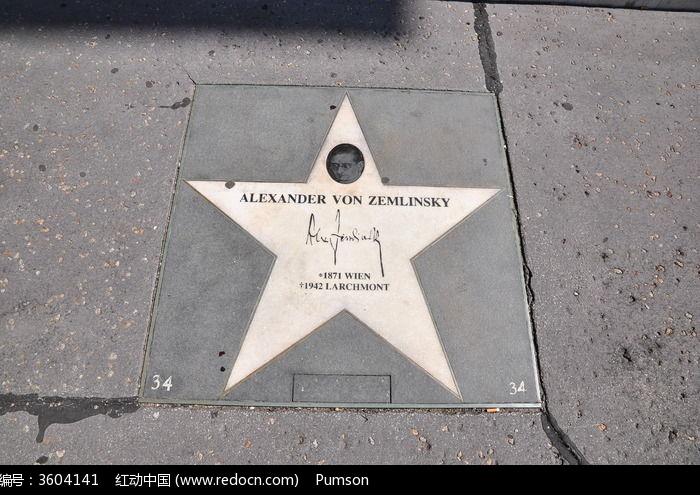 ALEXANDER VON ZEMLINSKY
*1871 WIEN
†1942 LARCHMONT
34 34
编号：3604141 红动中国 (www.redocn.com) Pumson